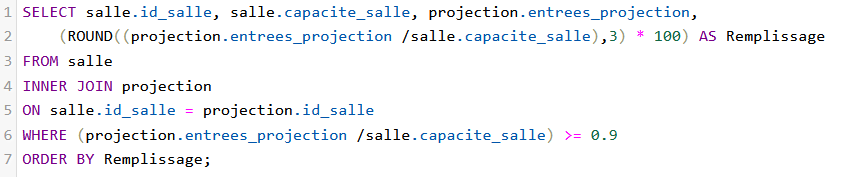 1 SELECT salle.id_salle, salle.capacite_salle, projection.entrees_projection,
2 (ROUND((projection.entrees_projection /salle.capacite_salle),3) * 100) AS Remplissage
3 FROM salle
4 INNER JOIN projection
5 ON salle.id_salle = projection.id_salle
6 WHERE (projection.entrees_projection /salle.capacite_salle) >= 0.9
7 ORDER BY Remplissage;